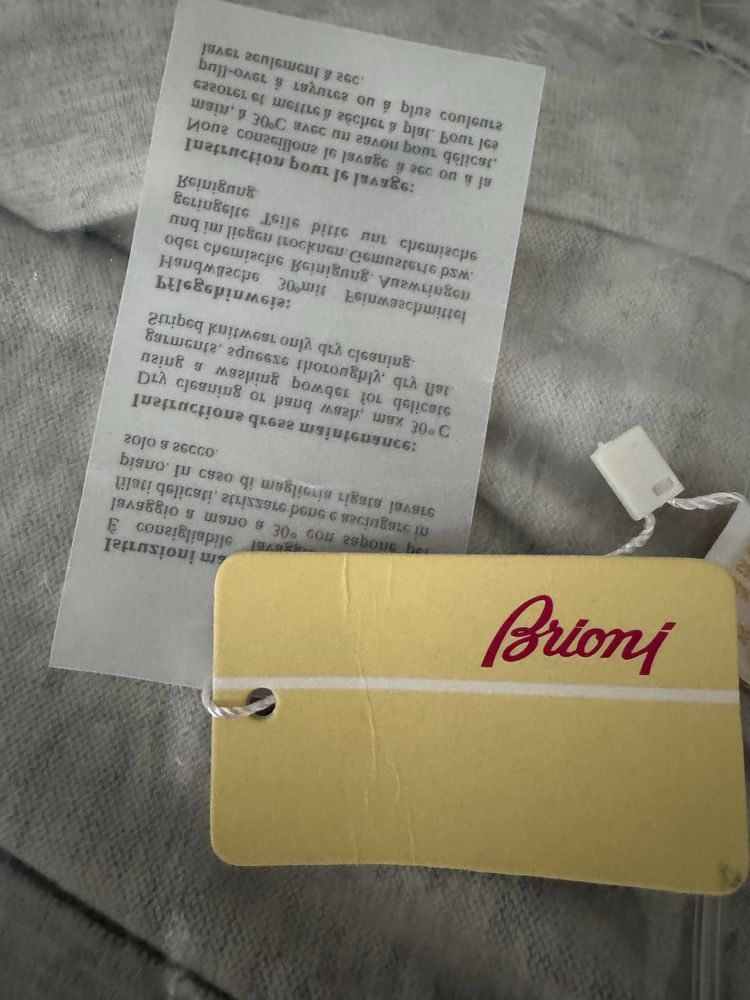 Istruzioni ma
È consigliabile
lavaggio a mano a 30° con sapone per
filati delicati, strizzare bene e asciugare in
piano. In caso di maglieria rigata lavare
solo a secco.
Instructions dress maintenance:
Dry cleaning or hand wash, max 30° C
using a washing powder for delicate
garments, squeeze thoroughly, dry flat.
Striped knitwear only dry cleaning.
Pflegehinweis:
Handwäsche 30°mit Feinwaschmittel
oder chemische Reinigung. Auswringen
und im liegen trocknen. Gemusterte bzw.
geringelte Teile bitte unr chemische
Reinigung.
Instruction pour le lavage:
Nous conseillons le lavage à sec ou à la
main, à 30°C avec un savon pour délicat,
essorer et mettre à sécher à plat. Pour les
pull-over à rayures ou à plus couleurs
laver seulement à sec.
Brioni